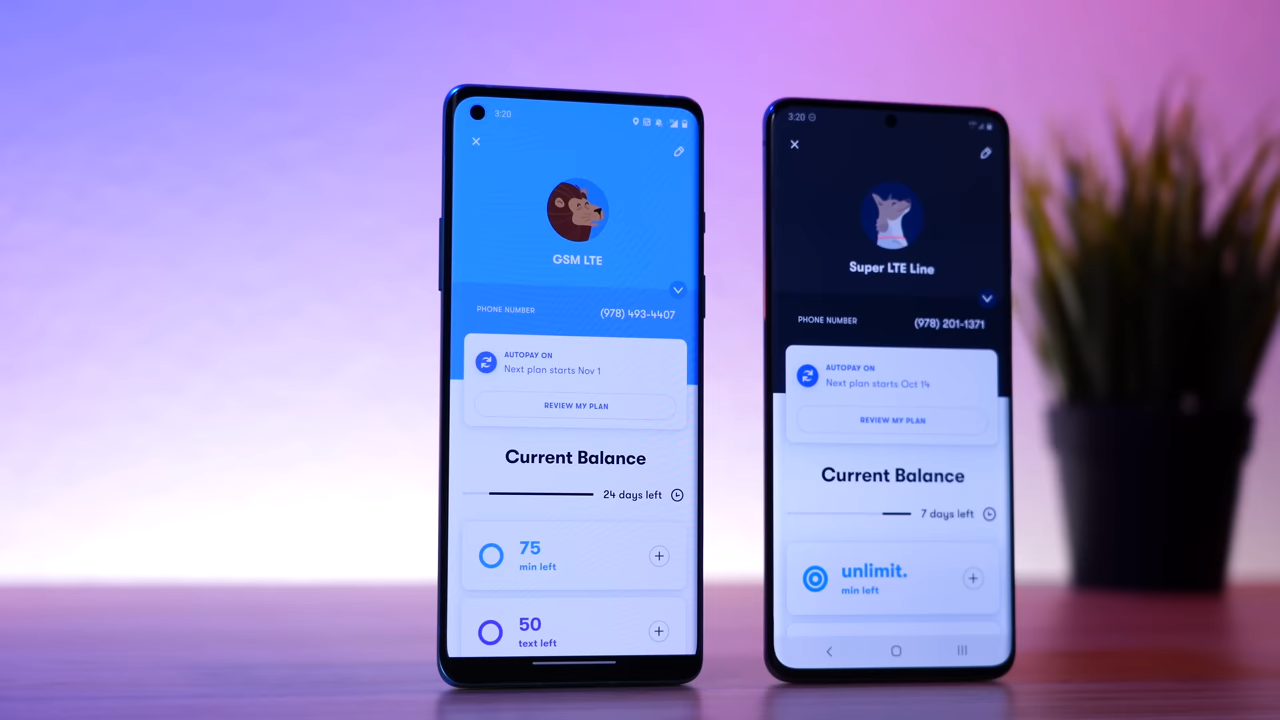 3:20
GSM LTE
PHONE NUMBER (978) 493-4407
AUTOPAY ON
Next plan starts Nov 1
REVIEW MY PLAN
Current Balance
24 days left
75
min left
50
text left
3:20
Super LTE Line
PHONE NUMBER (978) 201-1371
AUTOPAY ON
Next plan starts Oct 14
REVIEW MY PLAN
Current Balance
7 days left
unlimit.
min left